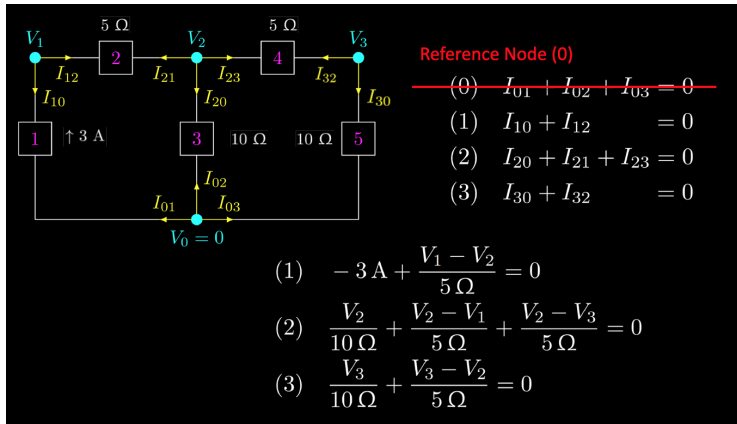 5 Ω 5 Ω
V₁ V₂ V₃
2 4
I₁₂ I₂₁ I₂₃ I₃₂
I₁₀ I₂₀ I₃₀
1 ↑ 3 A 3 10 Ω 10 Ω 5
I₀₂
I₀₁ I₀₃
V₀ = 0
Reference Node (0)
(0) I₀₁ + I₀₂ + I₀₃ = 0
(1) I₁₀ + I₁₂ = 0
(2) I₂₀ + I₂₁ + I₂₃ = 0
(3) I₃₀ + I₃₂ = 0
(1) − 3 A + (V₁ − V₂)/(5 Ω) = 0
(2) V₂/(10 Ω) + (V₂ − V₁)/(5 Ω) + (V₂ − V₃)/(5 Ω) = 0
(3) V₃/(10 Ω) + (V₃ − V₂)/(5 Ω) = 0